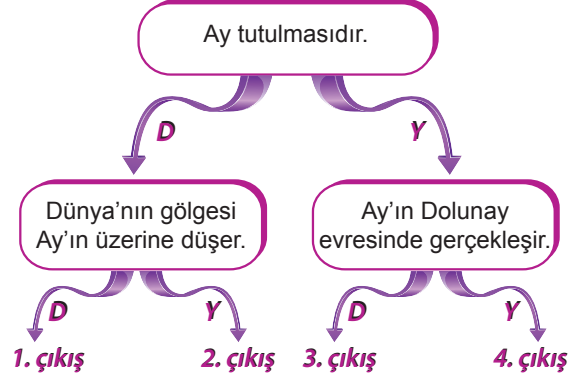 Ay tutulmasıdır.
D
Y
Dünya’nın gölgesi
Ay’ın üzerine düşer.
Ay’ın Dolunay
evresinde gerçekleşir.
D
Y
D
Y
1. çıkış
2. çıkış
3. çıkış
4. çıkış